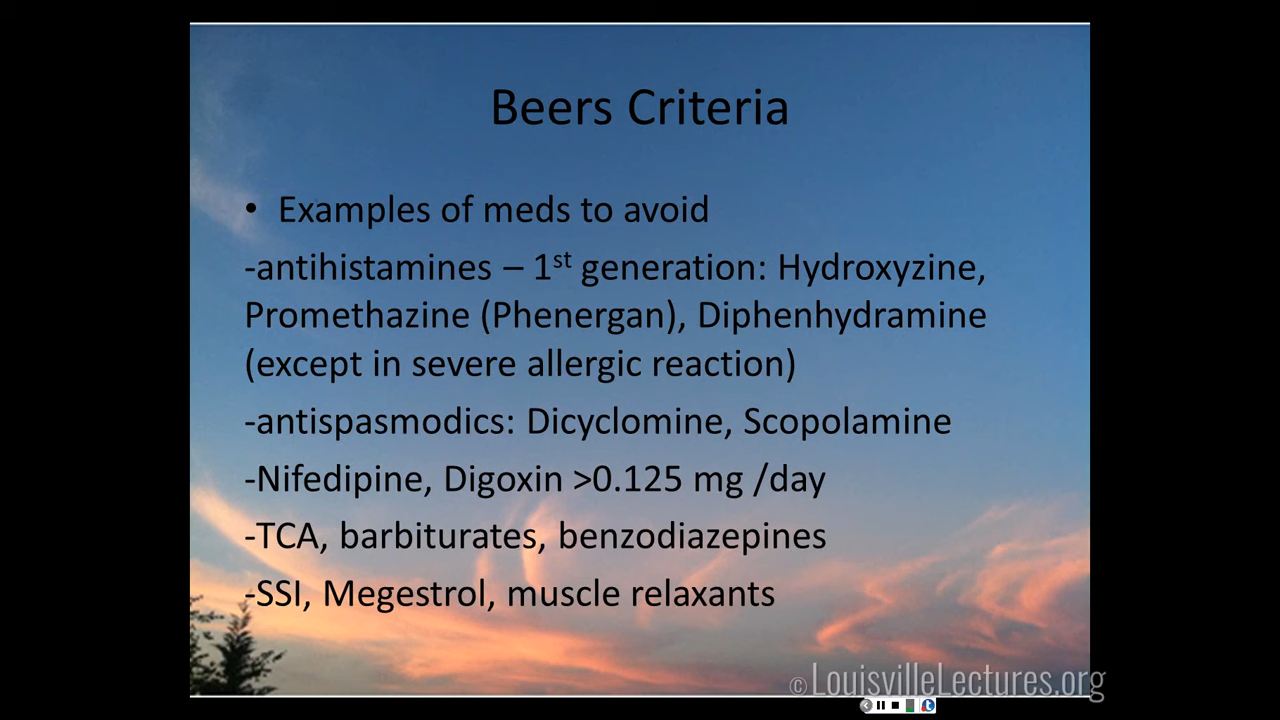 Beers Criteria
• Examples of meds to avoid
-antihistamines – 1st generation: Hydroxyzine,
Promethazine (Phenergan), Diphenhydramine
(except in severe allergic reaction)
-antispasmodics: Dicyclomine, Scopolamine
-Nifedipine, Digoxin >0.125 mg /day
-TCA, barbiturates, benzodiazepines
-SSI, Megestrol, muscle relaxants
© LouisvilleLectures.org